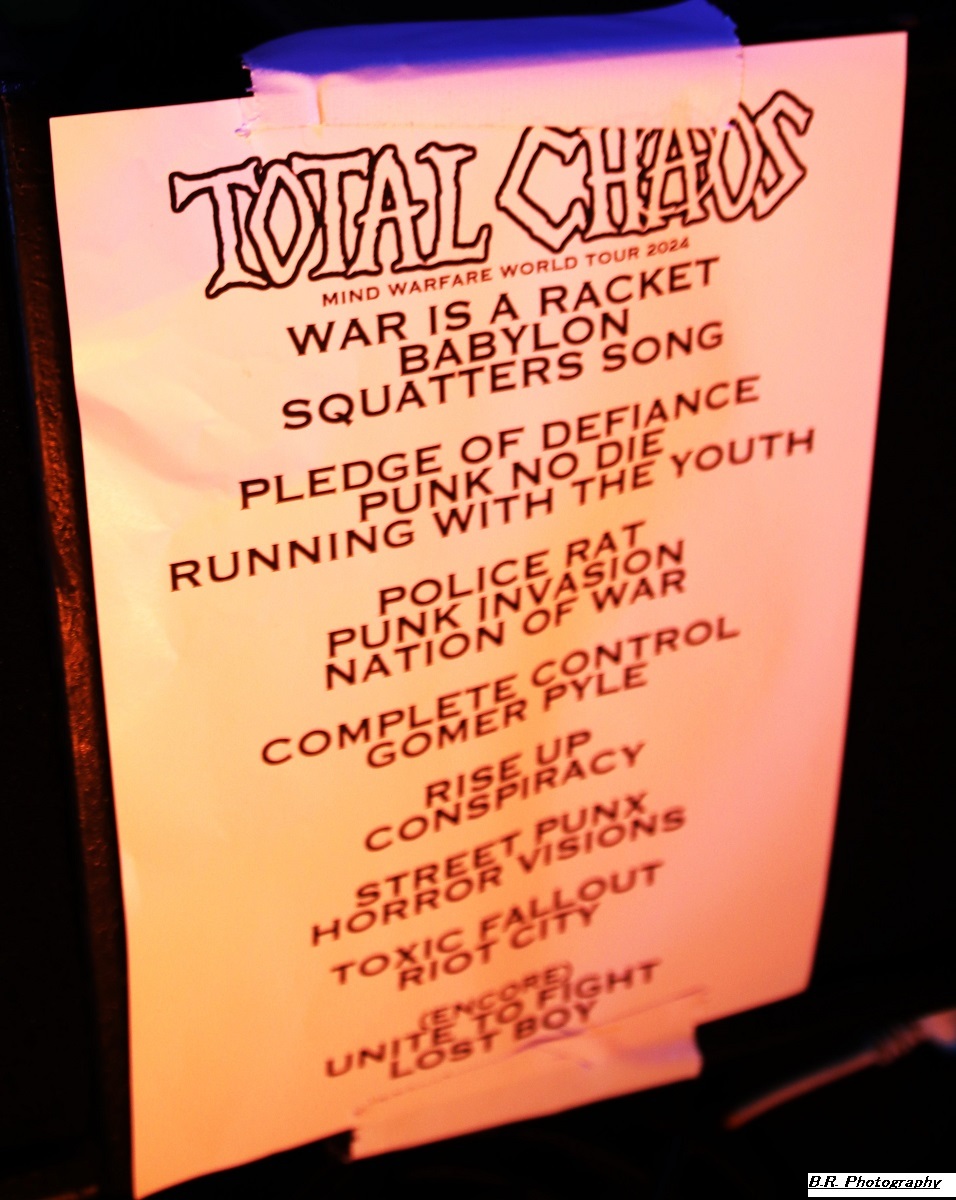 TOTAL CHAOS
MIND WARFARE WORLD TOUR 2024
WAR IS A RACKET
BABYLON
SQUATTERS SONG
PLEDGE OF DEFIANCE
PUNK NO DIE
RUNNING WITH THE YOUTH
POLICE RAT
PUNK INVASION
NATION OF WAR
COMPLETE CONTROL
GOMER PYLE
RISE UP
CONSPIRACY
STREET PUNX
HORROR VISIONS
TOXIC FALLOUT
RIOT CITY
(ENCORE)
UNITE TO FIGHT
LOST BOY
B.R. Photography